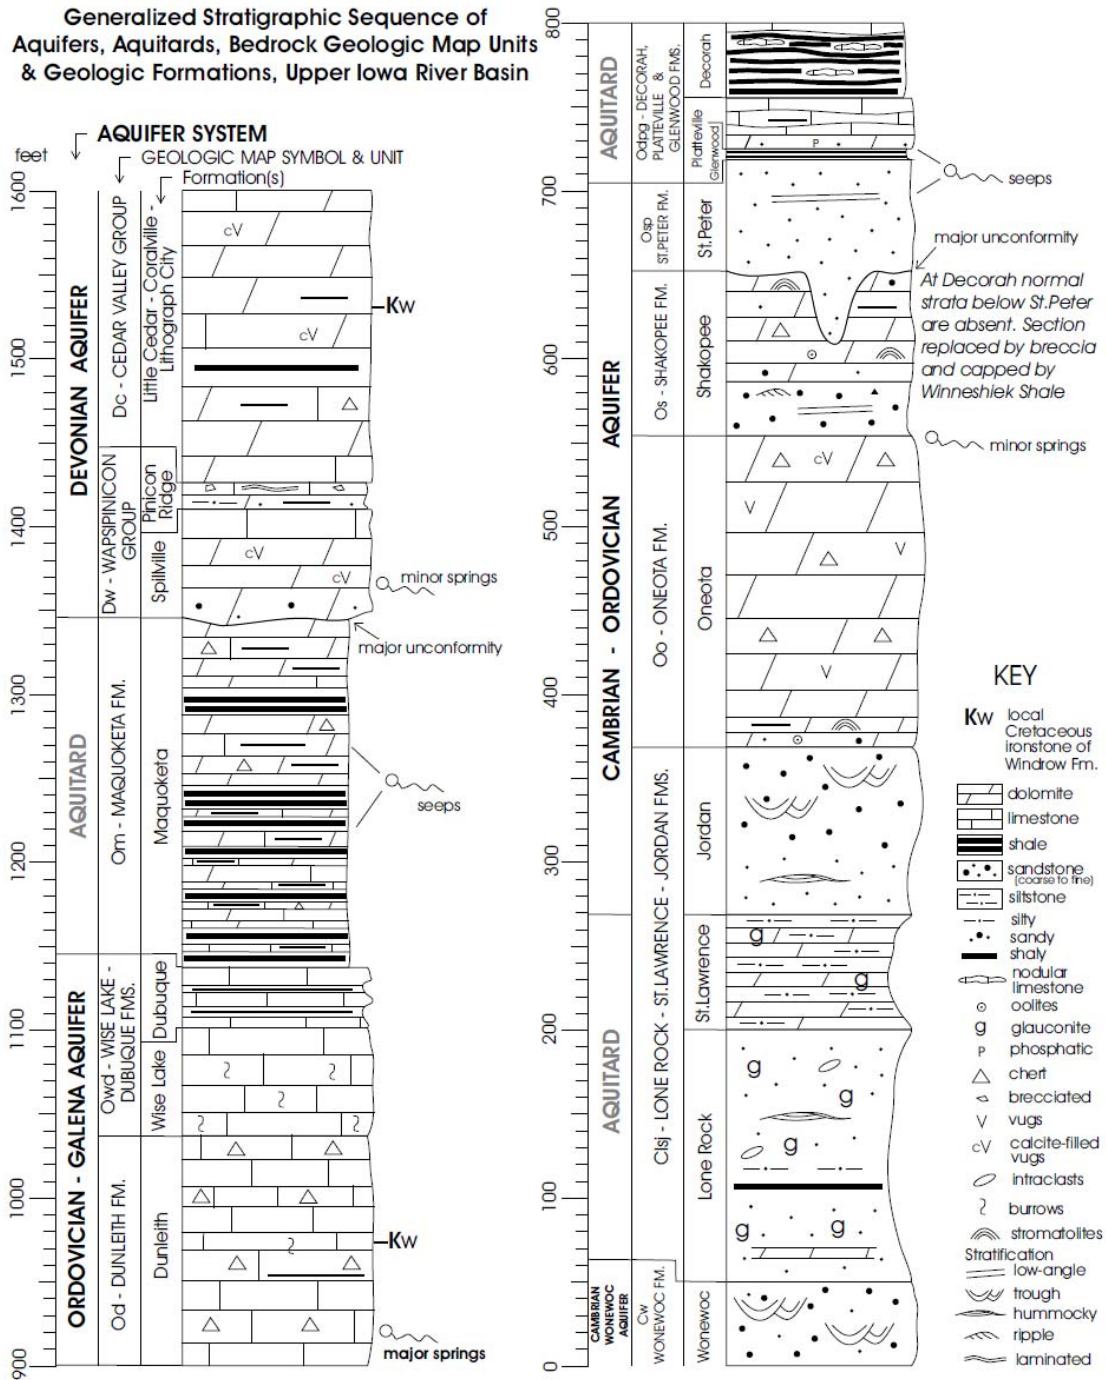 Generalized Stratigraphic Sequence of
Aquifers, Aquitards, Bedrock Geologic Map Units
& Geologic Formations, Upper Iowa River Basin
AQUIFER SYSTEM
feet
GEOLOGIC MAP SYMBOL & UNIT
Formation(s)
1600
1500
1400
1300
1200
1100
1000
900
DEVONIAN AQUIFER
AQUITARD
ORDOVICIAN - GALENA AQUIFER
Dc - CEDAR VALLEY GROUP
Dw - WAPSIPINICON
GROUP
Om - MAQUOKETA FM.
Owd - WISE LAKE -
DUBUQUE FMS.
Od - DUNLEITH FM.
Little Cedar - Coralville -
Lithograph City
Pinicon
Ridge
Spillville
Maquoketa
Dubuque
Wise Lake
Dunleith
cV
Kw
cV
cV
cV
minor springs
major unconformity
seeps
Kw
major springs
800
700
600
500
400
300
200
100
0
AQUITARD
CAMBRIAN - ORDOVICIAN AQUIFER
AQUITARD
CAMBRIAN
WONEWOC
AQUIFER
Odpg - DECORAH,
PLATTEVILLE &
GLENWOOD FMS.
Osp
ST.PETER FM.
Os - SHAKOPEE FM.
Oo - ONEOTA FM.
Clsj - LONE ROCK - ST.LAWRENCE - JORDAN FMS.
Cw
WONEWOC FM.
Decorah
Platteville
Glenwood
St.Peter
Shakopee
Oneota
Jordan
St.Lawrence
Lone Rock
Wonewoc
P
seeps
major unconformity
At Decorah normal
strata below St.Peter
are absent. Section
replaced by breccia
and capped by
Winneshiek Shale
minor springs
cV
V
V
V
g
g
g
g
g
g
g
KEY
Kw local
Cretaceous
ironstone of
Windrow Fm.
dolomite
limestone
shale
sandstone
(coarse to fine)
siltstone
silty
sandy
shaly
nodular
limestone
oolites
g glauconite
P phosphatic
chert
brecciated
V vugs
cV calcite-filled
vugs
intraclasts
burrows
stromatolites
Stratification
low-angle
trough
hummocky
ripple
laminated